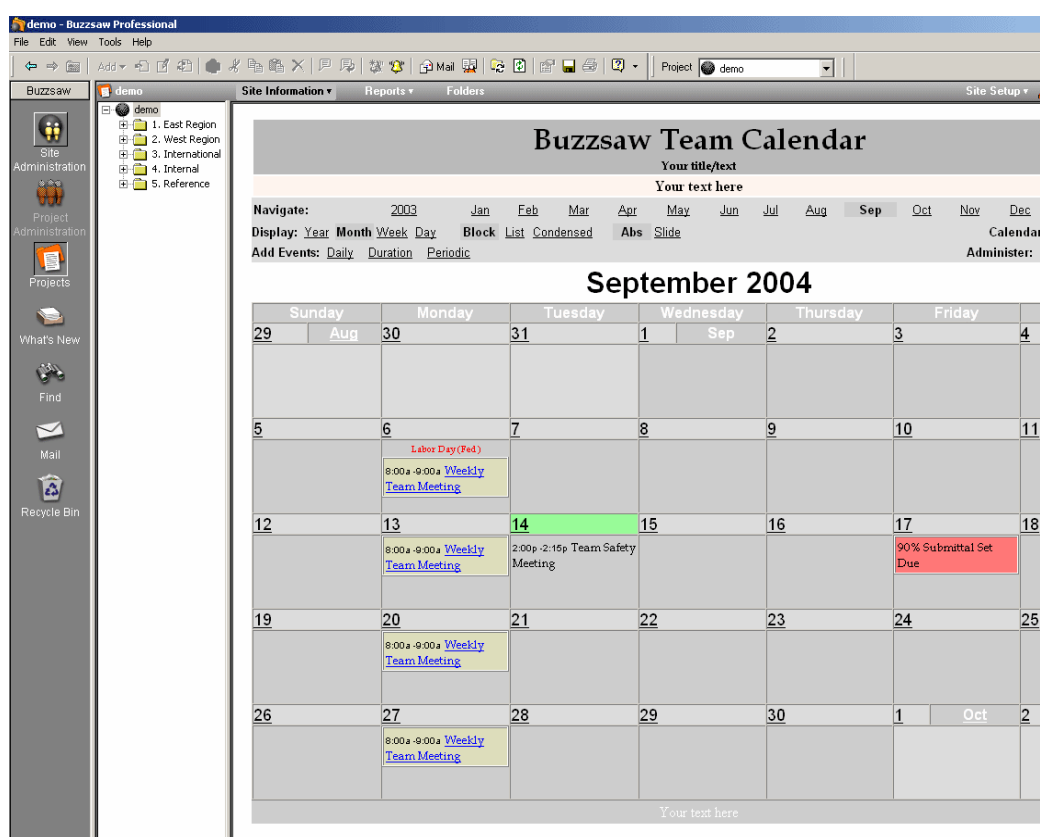 demo - Buzzsaw Professional
File Edit View Tools Help
Add Mail Project demo
Buzzsaw demo Site Information Reports Folders Site Setup
Site Administration
Project Administration
Projects
What's New
Find
Mail
Recycle Bin
demo
1. East Region
2. West Region
3. International
4. Internal
5. Reference
Buzzsaw Team Calendar
Your title/text
Your text here
Navigate: 2003 Jan Feb Mar Apr May Jun Jul Aug Sep Oct Nov Dec
Display: Year Month Week Day Block List Condensed Abs Slide Calendar
Add Events: Daily Duration Periodic Administer:
September 2004
Sunday Monday Tuesday Wednesday Thursday Friday
29 Aug 30 31 1 Sep 2 3 4
5 6 7 8 9 10 11
Labor Day(Fed)
8:00a-9:00a Weekly
Team Meeting
12 13 14 15 16 17 18
8:00a-9:00a Weekly
Team Meeting
2:00p-2:15p Team Safety
Meeting
90% Submittal Set
Due
19 20 21 22 23 24 25
8:00a-9:00a Weekly
Team Meeting
26 27 28 29 30 1 Oct 2
8:00a-9:00a Weekly
Team Meeting
Your text here